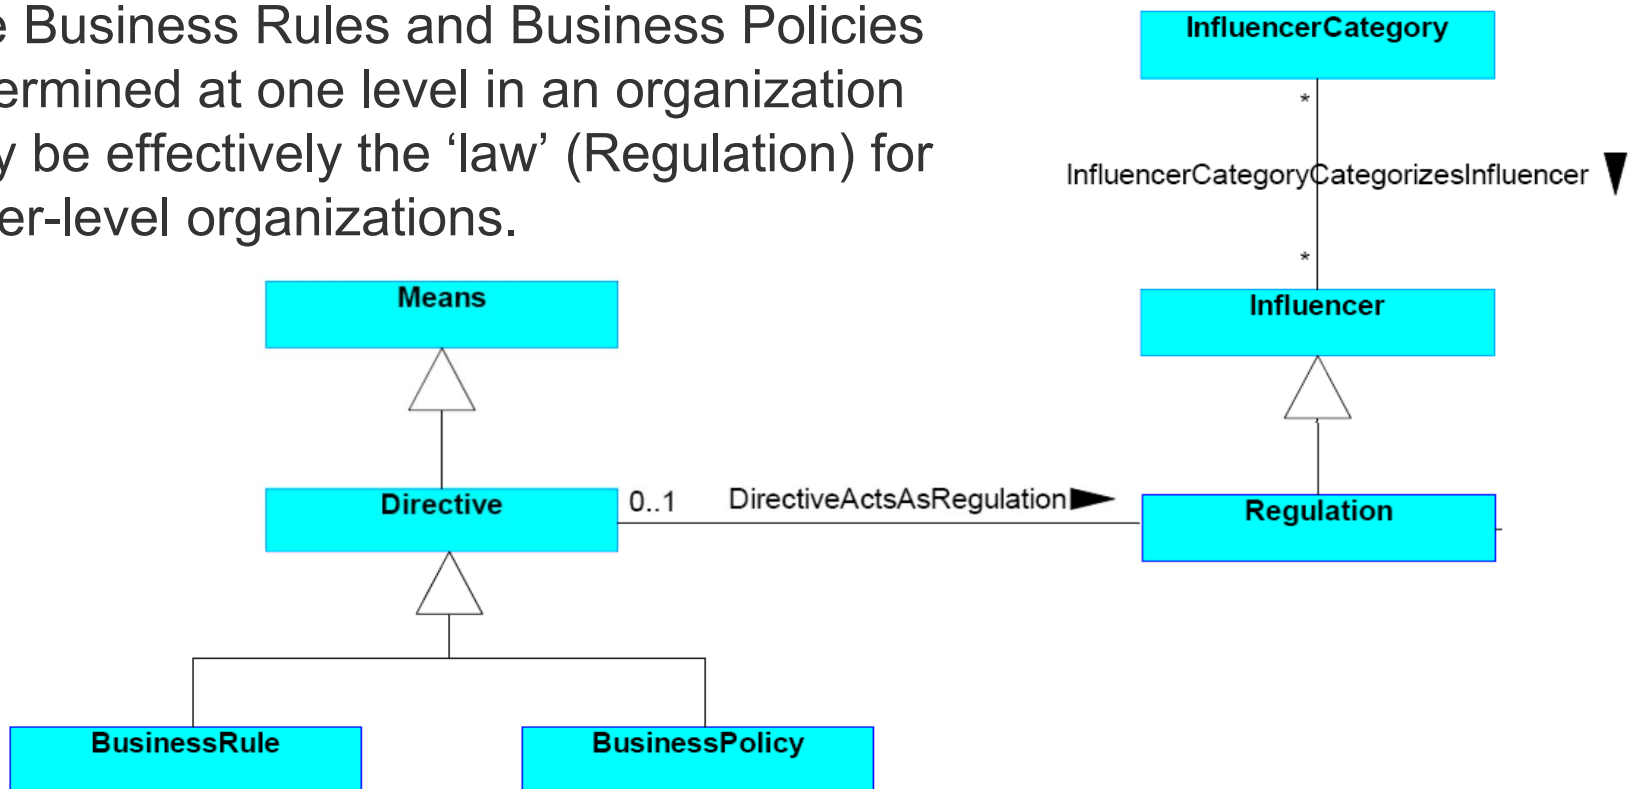 e Business Rules and Business Policies
ermined at one level in an organization
y be effectively the ‘law’ (Regulation) for
er-level organizations.
InfluencerCategory
*
InfluencerCategoryCategorizesInfluencer
*
Means
Influencer
Directive
0..1 DirectiveActsAsRegulation
Regulation
BusinessRule
BusinessPolicy